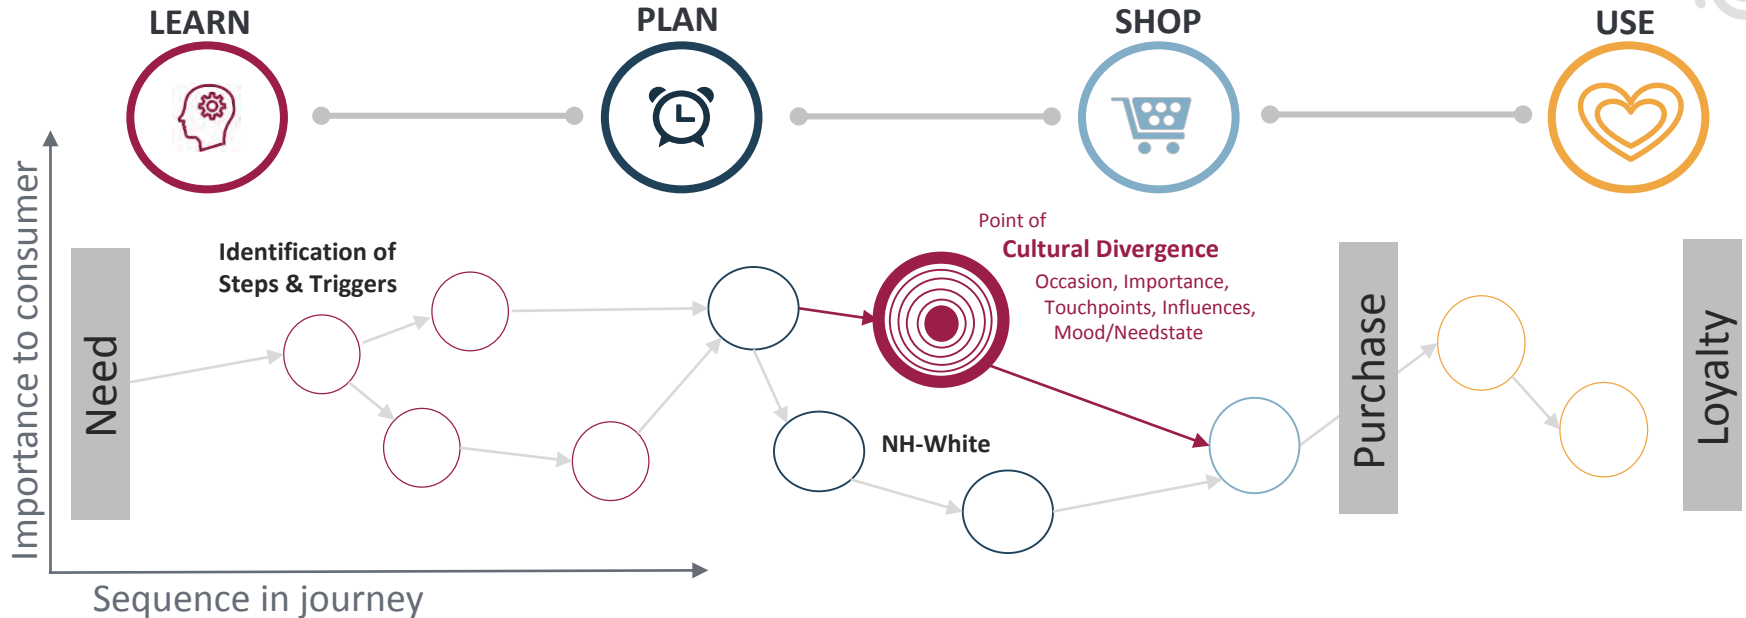 LEARN
PLAN
SHOP
USE
Importance to consumer
Need
Identification of
Steps & Triggers
Point of
Cultural Divergence
Occasion, Importance,
Touchpoints, Influences,
Mood/Needstate
NH-White
Purchase
Loyalty
Sequence in journey